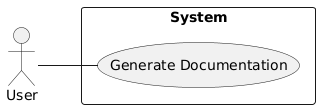 System
Generate Documentation
User